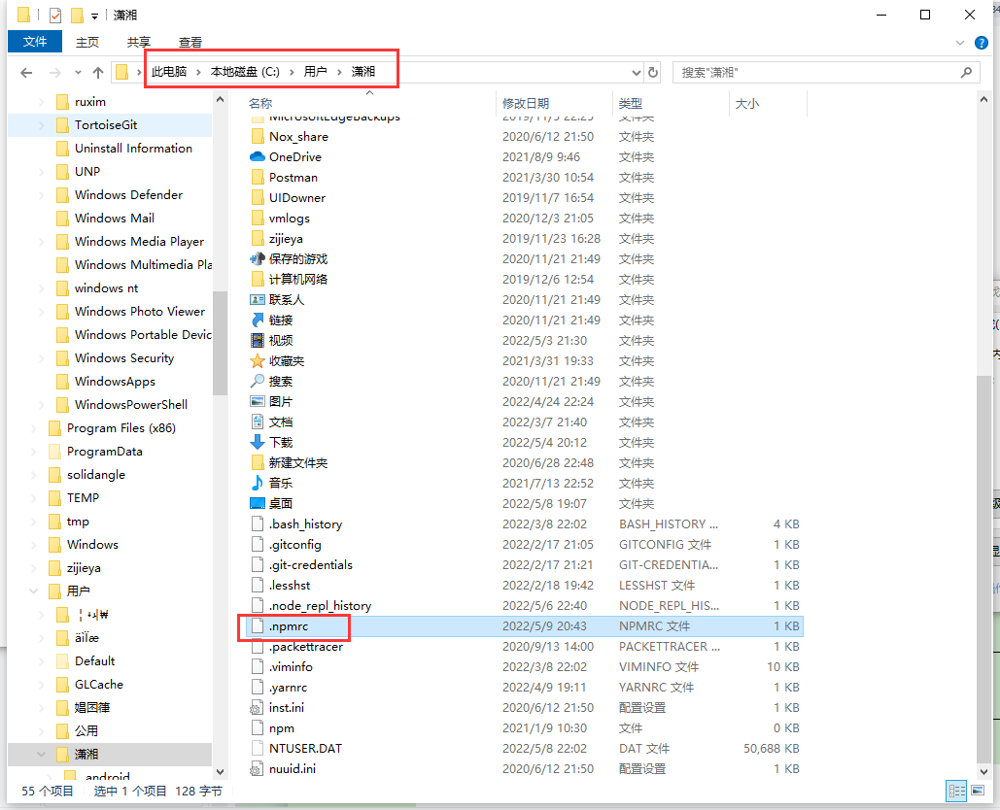 潇湘
文件 主页 共享 查看
此电脑 › 本地磁盘 (C:) › 用户 › 潇湘
搜索"潇湘"
ruxim
TortoiseGit
Uninstall Information
UNP
Windows Defender
Windows Mail
Windows Media Player
Windows Multimedia Pla
windows nt
Windows Photo Viewer
Windows Portable Devic
Windows Security
WindowsApps
WindowsPowerShell
Program Files (x86)
ProgramData
solidangle
TEMP
tmp
Windows
zijieya
用户
äïÏæ
Default
GLCache
公用
潇湘
android
名称 修改日期 类型 大小
MicrosoftEdgeBackups 2019/11/5 22:25 文件夹
Nox_share 2020/6/12 21:50 文件夹
OneDrive 2021/8/9 9:46 文件夹
Postman 2021/3/30 10:54 文件夹
UIDowner 2019/11/7 16:54 文件夹
vmlogs 2020/12/3 21:05 文件夹
zijieya 2019/11/23 16:28 文件夹
保存的游戏 2020/11/21 21:49 文件夹
计算机网络 2019/12/6 12:54 文件夹
联系人 2020/11/21 21:49 文件夹
链接 2020/11/21 21:49 文件夹
视频 2022/5/3 21:30 文件夹
收藏夹 2021/3/31 19:33 文件夹
搜索 2020/11/21 21:49 文件夹
图片 2022/4/24 22:24 文件夹
文档 2022/3/7 21:40 文件夹
下载 2022/5/4 20:12 文件夹
新建文件夹 2020/6/28 22:48 文件夹
音乐 2021/7/13 22:52 文件夹
桌面 2022/5/8 19:07 文件夹
.bash_history 2022/3/8 22:02 BASH_HISTORY ... 4 KB
.gitconfig 2022/2/17 21:05 GITCONFIG 文件 1 KB
.git-credentials 2022/2/17 21:21 GIT-CREDENTIA... 1 KB
.lesshst 2022/2/18 19:42 LESSHST 文件 1 KB
.node_repl_history 2022/5/6 22:40 NODE_REPL_HIS... 1 KB
.npmrc 2022/5/9 20:43 NPMRC 文件 1 KB
.packettracer 2020/9/13 14:00 PACKETTRACER ... 1 KB
.viminfo 2022/3/8 22:02 VIMINFO 文件 10 KB
.yarnrc 2022/4/9 19:11 YARNRC 文件 1 KB
inst.ini 2020/6/12 21:50 配置设置 1 KB
npm 2021/1/9 10:30 文件 0 KB
NTUSER.DAT 2022/5/8 22:02 DAT 文件 50,688 KB
nuuid.ini 2020/6/12 21:50 配置设置 1 KB
55 个项目 选中 1 个项目 128 字节